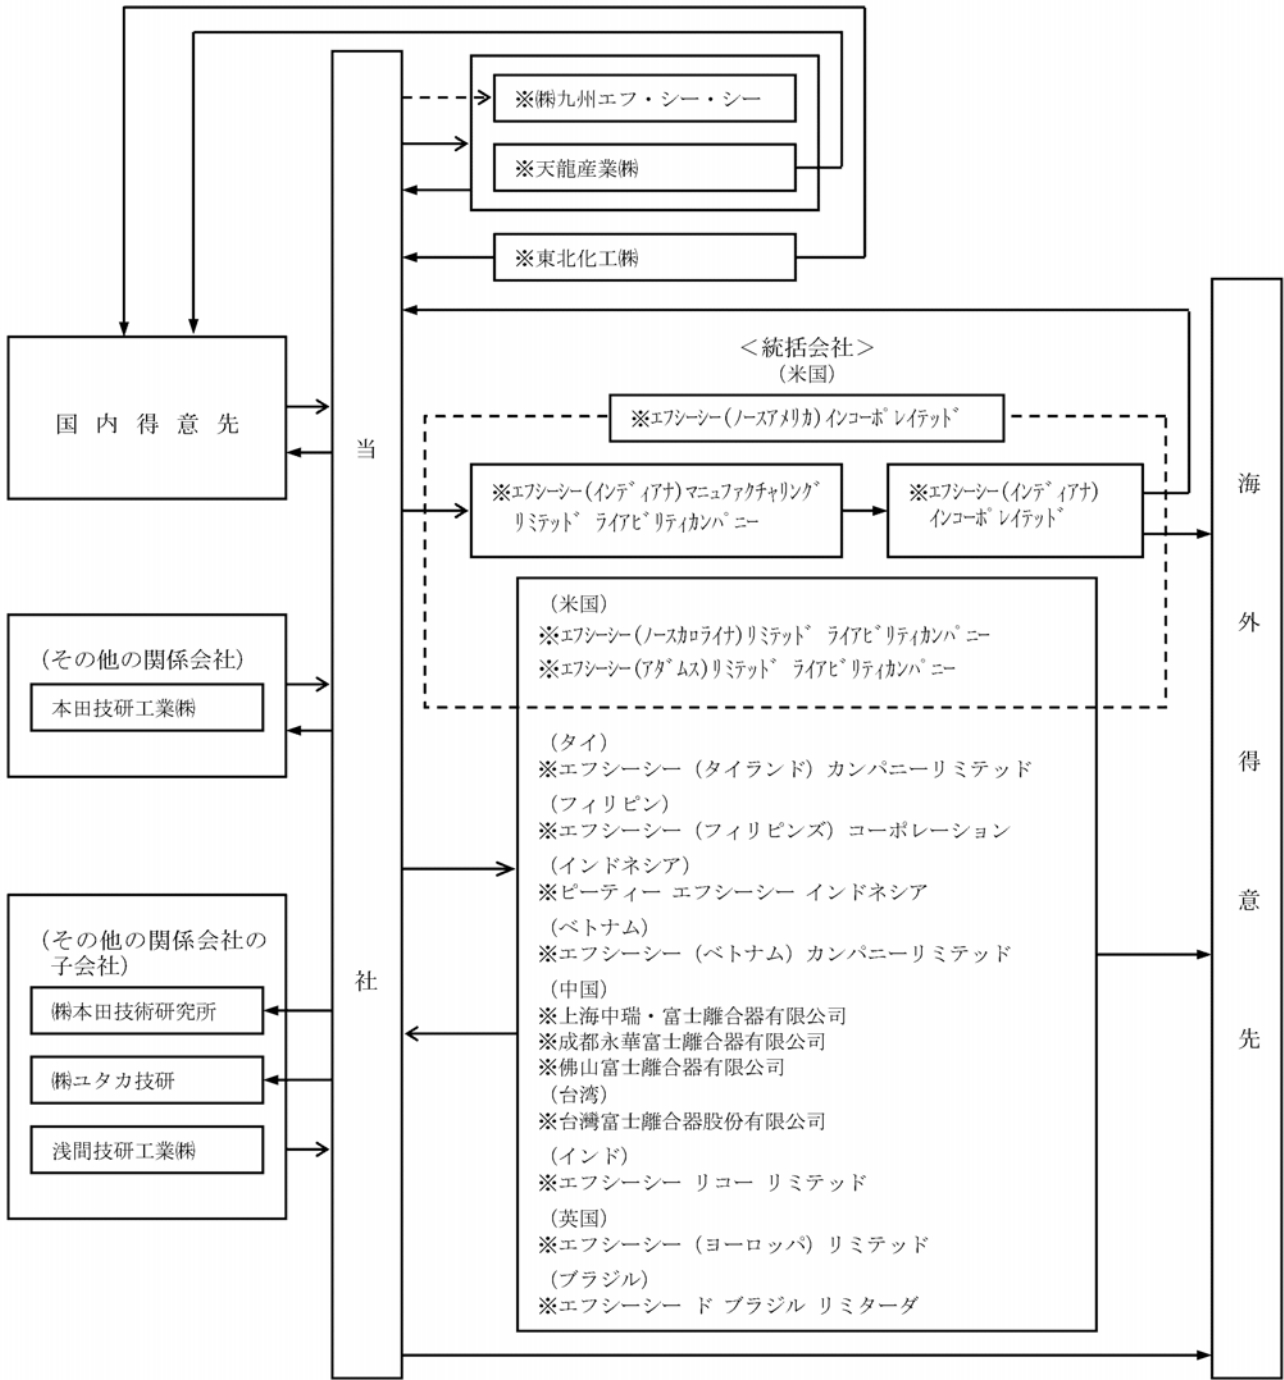 ※㈱九州エフ・シー・シー
※天龍産業㈱
※東北化工㈱
国内得意先
当社
海外得意先
＜統括会社＞
(米国)
※ｴﾌｼｰｼｰ(ﾉｰｽｱﾒﾘｶ)ｲﾝｺｰﾎﾟﾚｲﾃｯﾄﾞ
※ｴﾌｼｰｼｰ(ｲﾝﾃﾞｨｱﾅ)ﾏﾆｭﾌｧｸﾁｬﾘﾝｸﾞ
ﾘﾐﾃｯﾄﾞ ﾗｲｱﾋﾞﾘﾃｨｶﾝﾊﾟﾆｰ
※ｴﾌｼｰｼｰ(ｲﾝﾃﾞｨｱﾅ)
ｲﾝｺｰﾎﾟﾚｲﾃｯﾄﾞ
(米国)
※ｴﾌｼｰｼｰ(ﾉｰｽｶﾛﾗｲﾅ)ﾘﾐﾃｯﾄﾞ ﾗｲｱﾋﾞﾘﾃｨｶﾝﾊﾟﾆｰ
※ｴﾌｼｰｼｰ(ｱﾀﾞﾑｽ)ﾘﾐﾃｯﾄﾞ ﾗｲｱﾋﾞﾘﾃｨｶﾝﾊﾟﾆｰ
(タイ)
※エフシーシー（タイランド）カンパニーリミテッド
(フィリピン)
※エフシーシー（フィリピンズ）コーポレーション
(インドネシア)
※ピーティー エフシーシー インドネシア
(ベトナム)
※エフシーシー（ベトナム）カンパニーリミテッド
(中国)
※上海中瑞・富士離合器有限公司
※成都永華富士離合器有限公司
※佛山富士離合器有限公司
(台湾)
※台灣富士離合器股份有限公司
(インド)
※エフシーシー リコー リミテッド
(英国)
※エフシーシー（ヨーロッパ）リミテッド
(ブラジル)
※エフシーシー ド ブラジル リミターダ
(その他の関係会社)
本田技研工業㈱
(その他の関係会社の
子会社)
㈱本田技術研究所
㈱ユタカ技研
浅間技研工業㈱